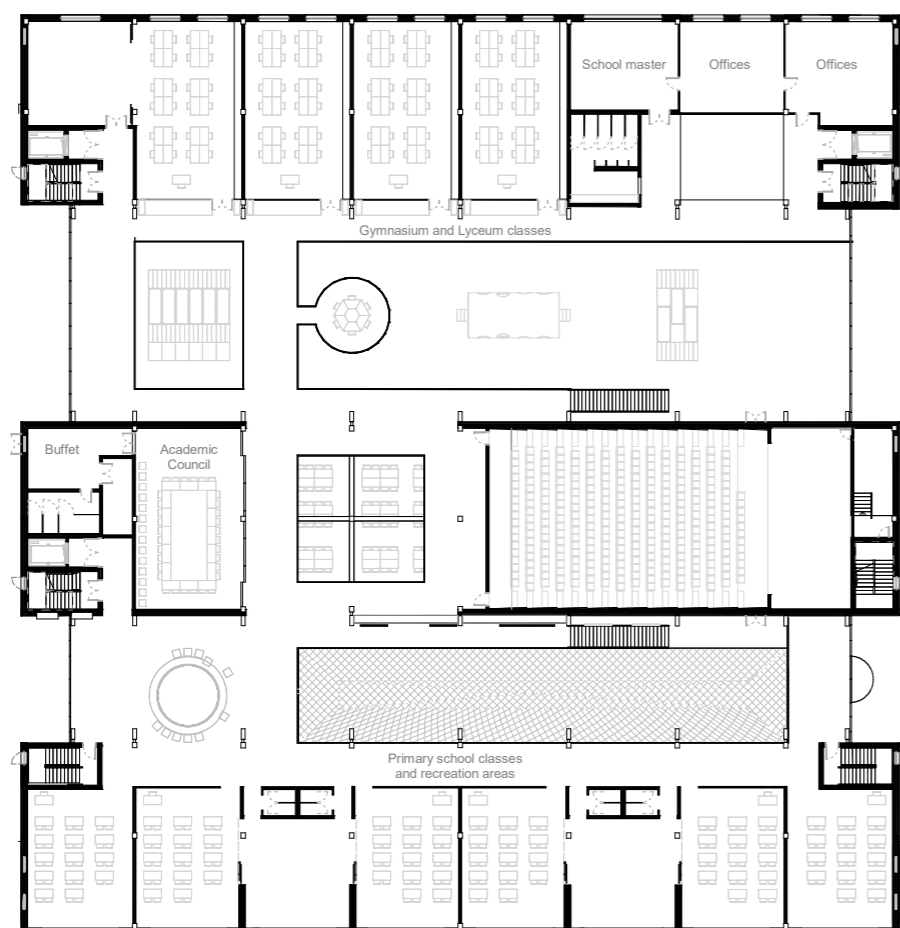 School master
Offices
Offices
Gymnasium and Lyceum classes
Buffet
Academic
Council
Primary school classes
and recreation areas